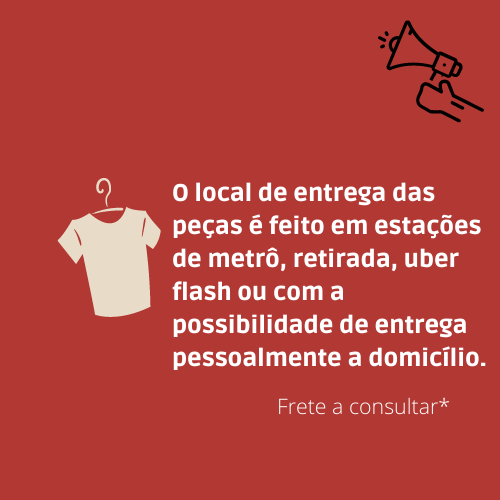 O local de entrega das
peças é feito em estações
de metrô, retirada, uber
flash ou com a
possibilidade de entrega
pessoalmente a domicílio.
Frete a consultar*